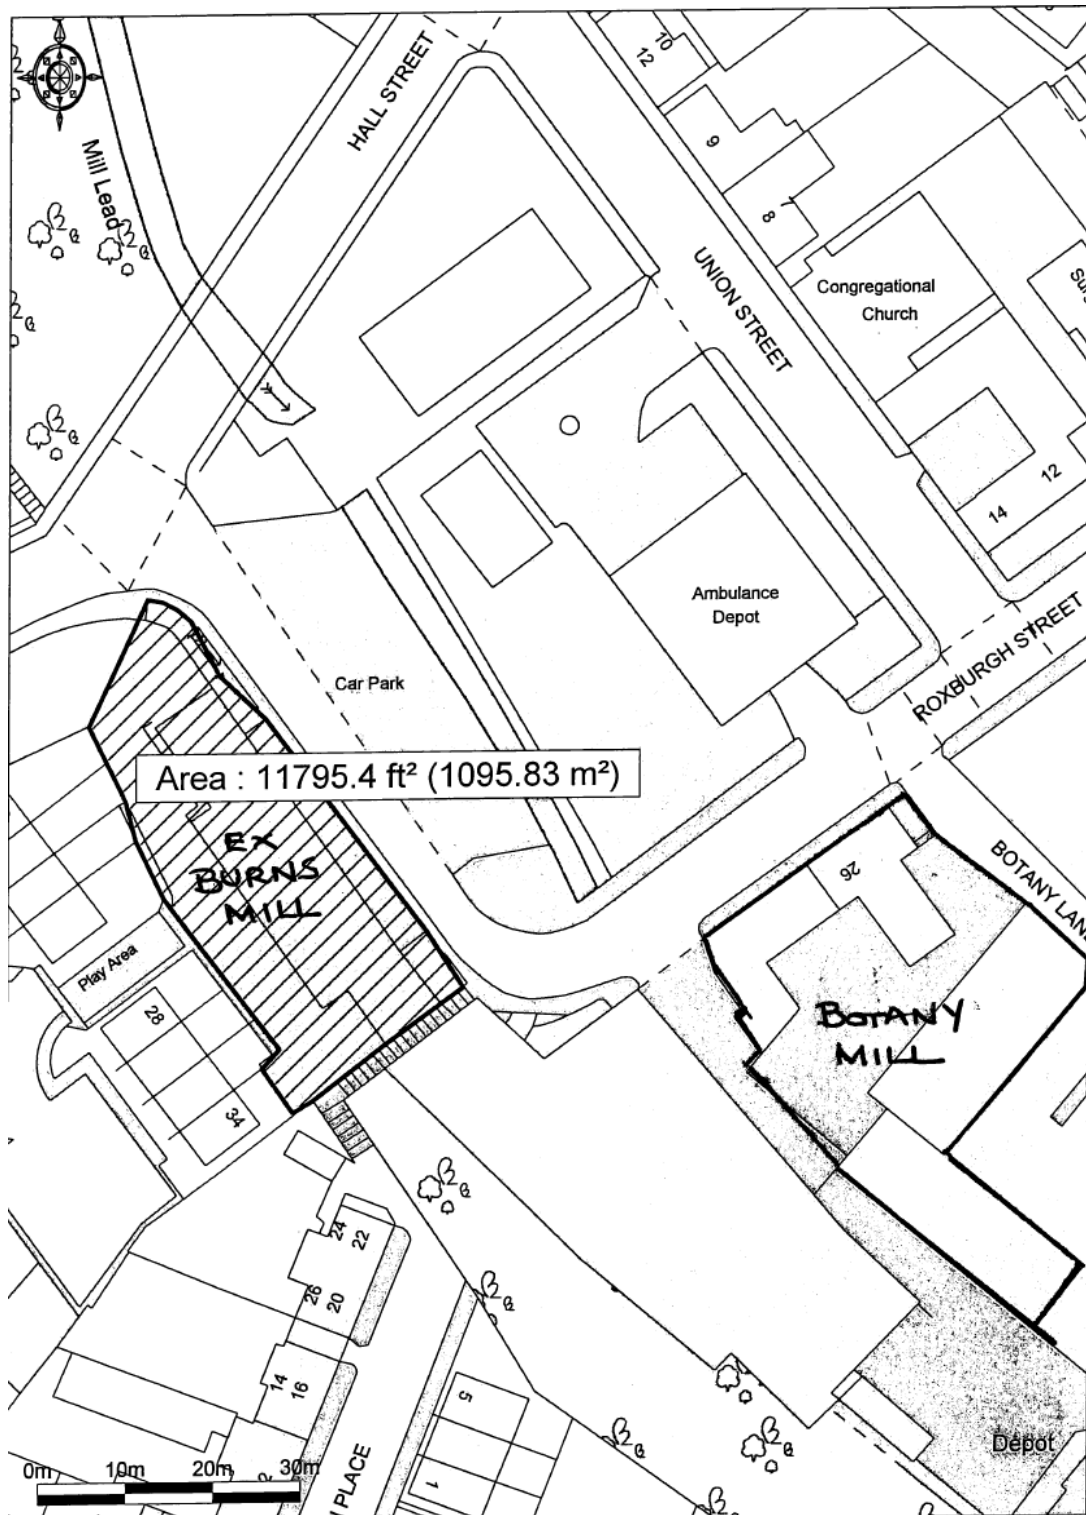 HALL STREET
10
12
Mill Lead
9
7
8
UNION STREET
Congregational
Church
12
14
Ambulance
Depot
ROXBURGH STREET
Car Park
Area : 11795.4 ft² (1095.83 m²)
EX
BURNS
MILL
26
BOTANY LANE
Play Area
28
BOTANY
MILL
34
24
22
26
20
14
16
5
1
Depot
PLACE
0m 10m 20m 30m